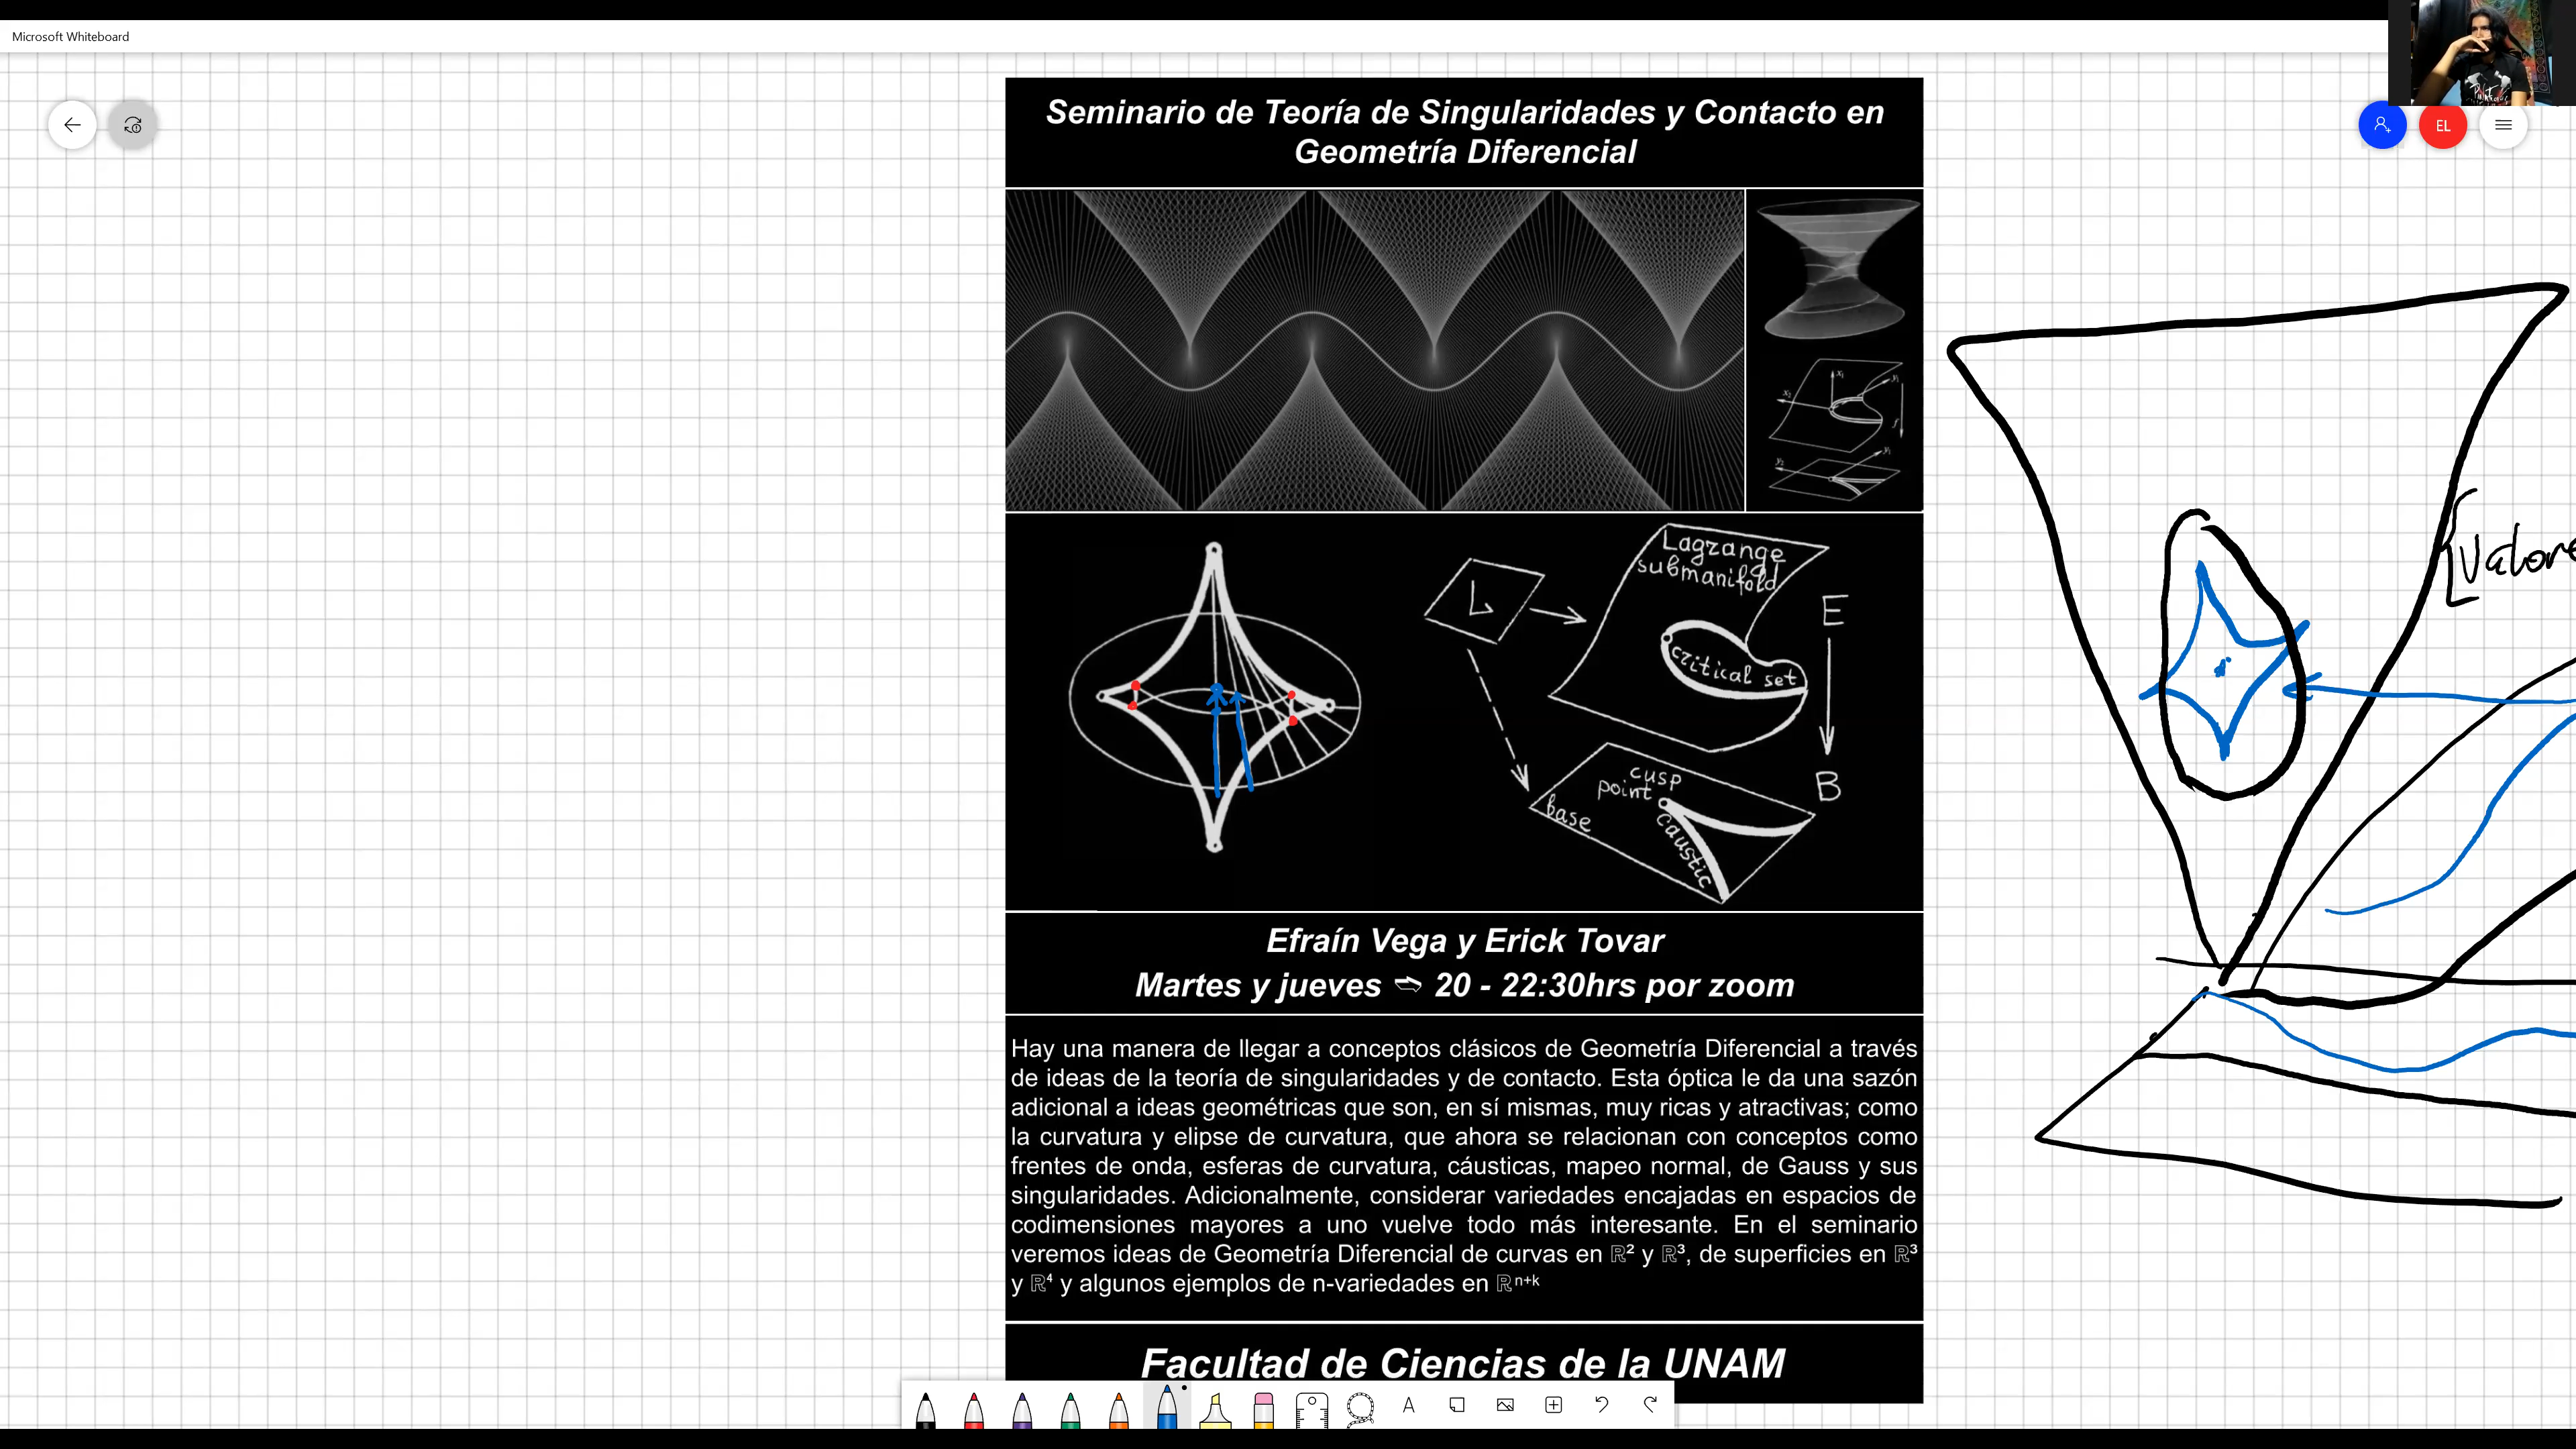 Microsoft Whiteboard
EL
Seminario de Teoría de Singularidades y Contacto en
Geometría Diferencial
x₁
y₁
x₂
f
y₁
y₂
Lagrange
submanifold
L
E
critical set
B
cusp
point
base
caustic
Efraín Vega y Erick Tovar
Martes y jueves ➪ 20 - 22:30hrs por zoom
Hay una manera de llegar a conceptos clásicos de Geometría Diferencial a través
de ideas de la teoría de singularidades y de contacto. Esta óptica le da una sazón
adicional a ideas geométricas que son, en sí mismas, muy ricas y atractivas; como
la curvatura y elipse de curvatura, que ahora se relacionan con conceptos como
frentes de onda, esferas de curvatura, cáusticas, mapeo normal, de Gauss y sus
singularidades. Adicionalmente, considerar variedades encajadas en espacios de
codimensiones mayores a uno vuelve todo más interesante. En el seminario
veremos ideas de Geometría Diferencial de curvas en ℝ² y ℝ³, de superficies en ℝ³
y ℝ⁴ y algunos ejemplos de n-variedades en ℝⁿ⁺ᵏ
Facultad de Ciencias de la UNAM
Valore
A